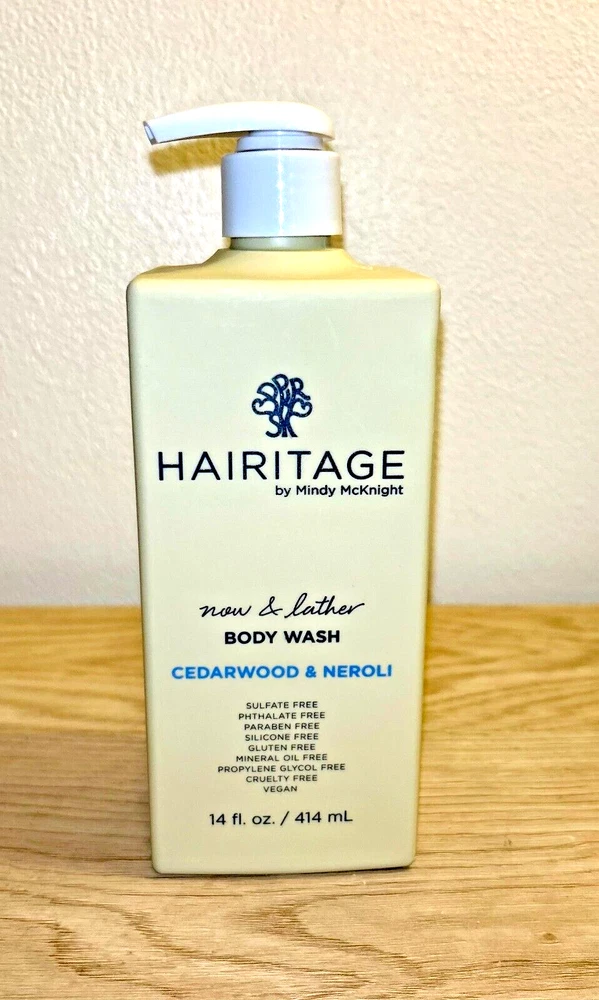 HAIRITAGE
by Mindy McKnight
now & lather
BODY WASH
CEDARWOOD & NEROLI
SULFATE FREE
PHTHALATE FREE
PARABEN FREE
SILICONE FREE
GLUTEN FREE
MINERAL OIL FREE
PROPYLENE GLYCOL FREE
CRUELTY FREE
VEGAN
14 fl. oz. / 414 mL